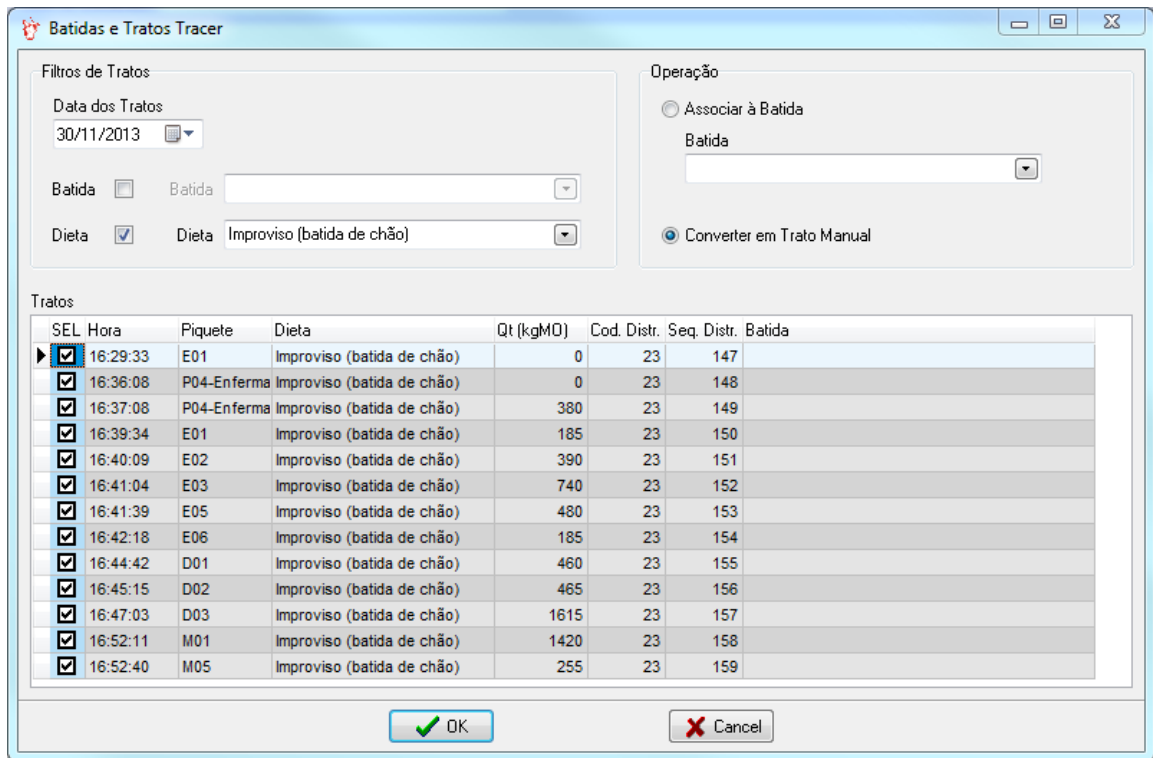 Batidas e Tratos Tracer
Filtros de Tratos
Data dos Tratos
30/11/2013
Batida Batida
Dieta Dieta Improviso (batida de chão)
Operação
Associar à Batida
Batida
Converter em Trato Manual
Tratos
SEL Hora Piquete Dieta Qt (kgMO) Cod. Distr. Seq. Distr. Batida
16:29:33 E01 Improviso (batida de chão) 0 23 147
16:36:08 P04-Enferma Improviso (batida de chão) 0 23 148
16:37:08 P04-Enferma Improviso (batida de chão) 380 23 149
16:39:34 E01 Improviso (batida de chão) 185 23 150
16:40:09 E02 Improviso (batida de chão) 390 23 151
16:41:04 E03 Improviso (batida de chão) 740 23 152
16:41:39 E05 Improviso (batida de chão) 480 23 153
16:42:18 E06 Improviso (batida de chão) 185 23 154
16:44:42 D01 Improviso (batida de chão) 460 23 155
16:45:15 D02 Improviso (batida de chão) 465 23 156
16:47:03 D03 Improviso (batida de chão) 1615 23 157
16:52:11 M01 Improviso (batida de chão) 1420 23 158
16:52:40 M05 Improviso (batida de chão) 255 23 159
OK Cancel